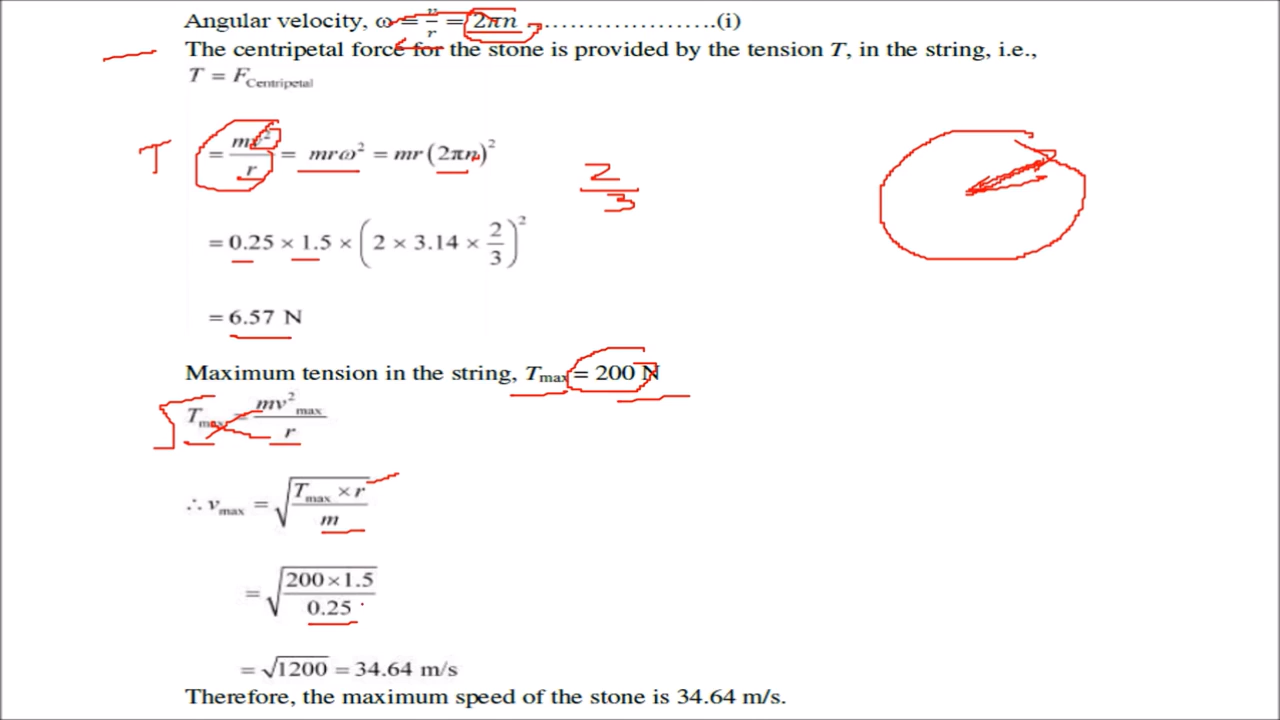 Angular velocity, ω = v/r = 2πn .....................(i)
The centripetal force for the stone is provided by the tension T, in the string, i.e.,
T = F_Centripetal
T = mv²/r = mrω² = mr(2πn)²
2/3
= 0.25 × 1.5 × (2 × 3.14 × 2/3)²
= 6.57 N
Maximum tension in the string, T_max = 200 N
T_max = mv²_max/r
∴ v_max = √(T_max × r/m)
= √(200 × 1.5/0.25)
= √1200 = 34.64 m/s
Therefore, the maximum speed of the stone is 34.64 m/s.